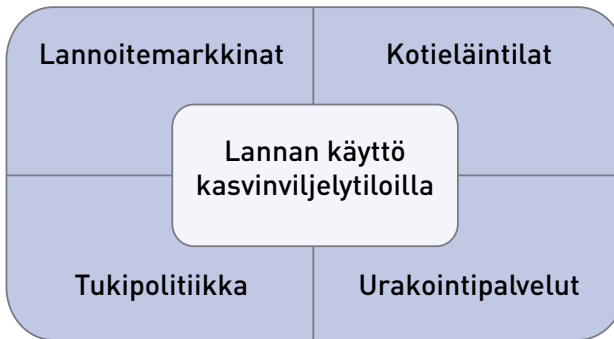 Lannoitemarkkinat
Kotieläintilat
Lannan käyttö
kasvinviljelytiloilla
Tukipolitiikka
Urakointipalvelut